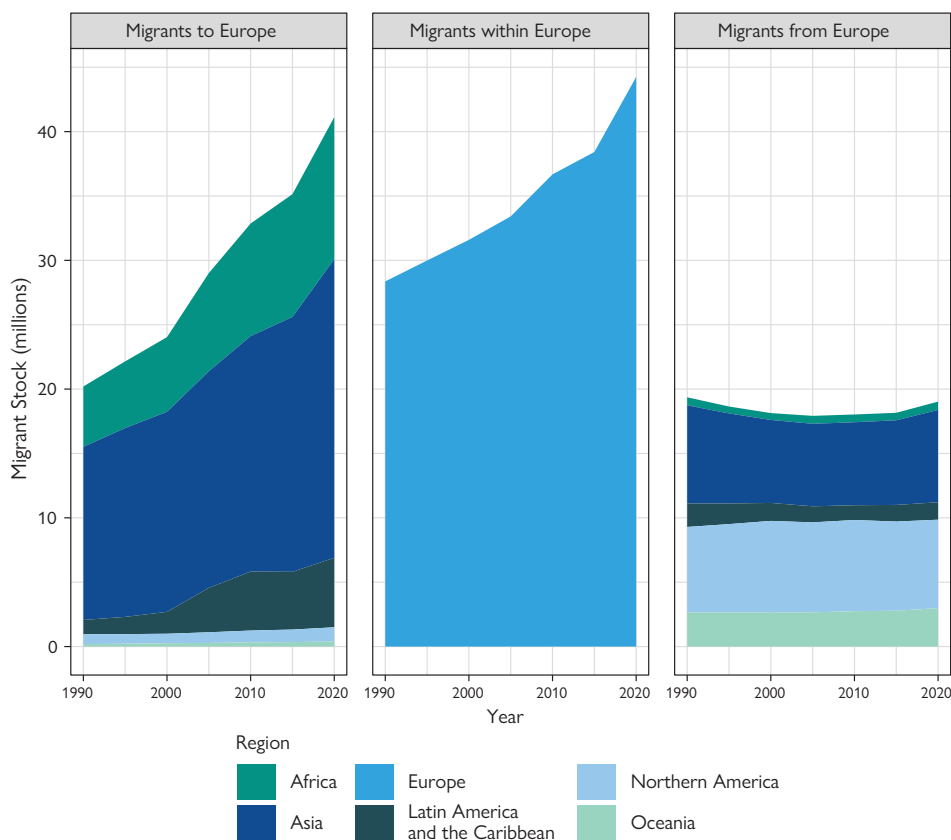 Migrants to Europe
Migrants within Europe
Migrants from Europe
Migrant Stock (millions)
40
30
20
10
0
1990
2000
2010
2020
1990
2000
2010
2020
1990
2000
2010
2020
Year
Region
Africa
Europe
Northern America
Asia
Latin America
and the Caribbean
Oceania